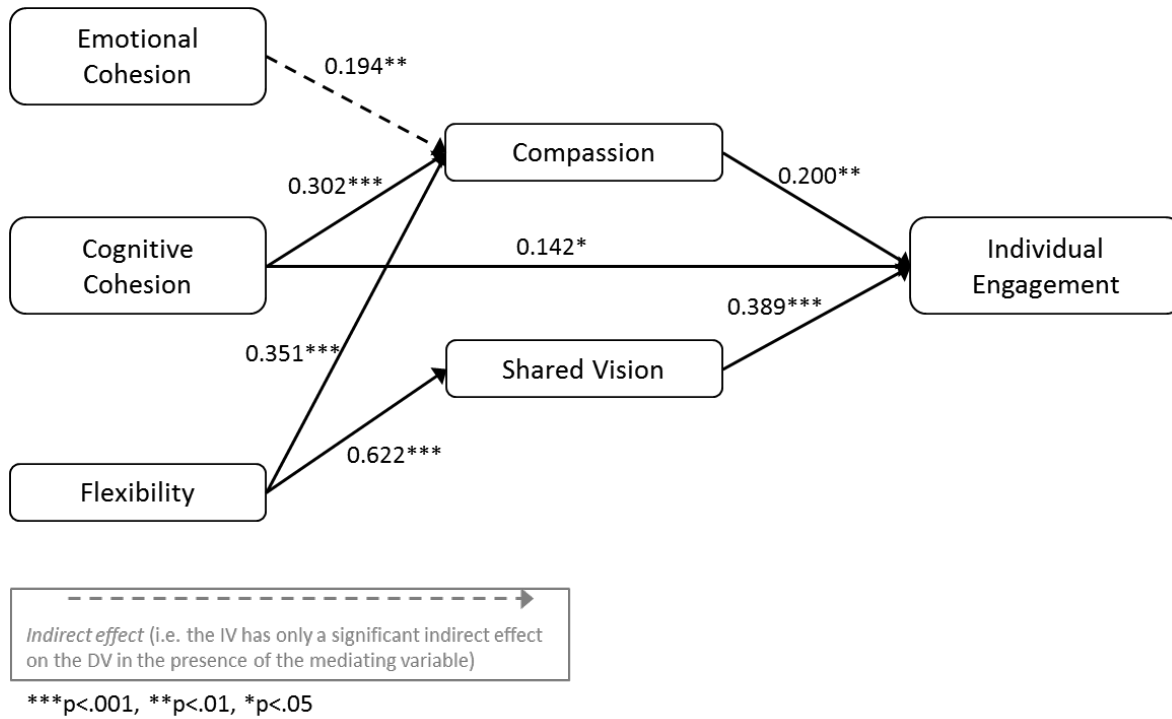 Emotional
Cohesion
0.194**
Compassion
0.302***
0.200**
Cognitive
Cohesion
0.142*
Individual
Engagement
0.389***
0.351***
Shared Vision
0.622***
Flexibility
Indirect effect (i.e. the IV has only a significant indirect effect
on the DV in the presence of the mediating variable)
***p<.001, **p<.01, *p<.05